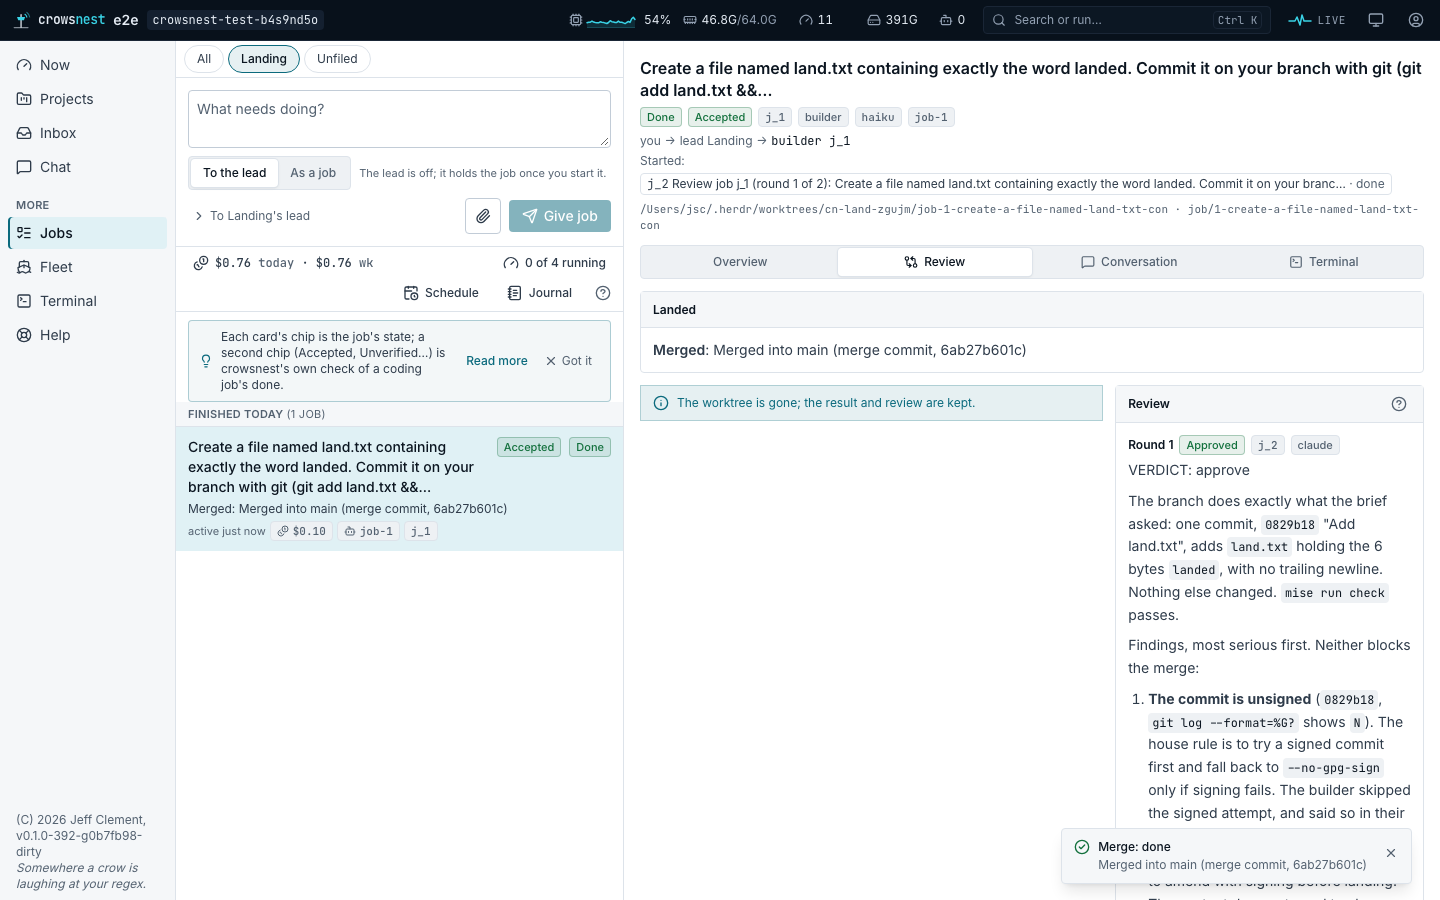 crowsnest e2e crowsnest-test-b4s9nd5o
54% 46.8G/64.0G 11 391G 0
Search or run... Ctrl K
LIVE
Now
Projects
Inbox
Chat
MORE
Jobs
Fleet
Terminal
Help
(C) 2026 Jeff Clement,
v0.1.0-392-g0b7fb98-
dirty
Somewhere a crow is
laughing at your regex.
All Landing Unfiled
What needs doing?
To the lead As a job The lead is off; it holds the job once you start it.
To Landing's lead Give job
$0.76 today · $0.76 wk 0 of 4 running
Schedule Journal
Each card's chip is the job's state; a
second chip (Accepted, Unverified...) is
crowsnest's own check of a coding
job's done.
Read more Got it
FINISHED TODAY (1 JOB)
Create a file named land.txt containing
exactly the word landed. Commit it on your
branch with git (git add land.txt &&...
Accepted Done
Merged: Merged into main (merge commit, 6ab27b601c)
active just now $0.10 job-1 j_1
Create a file named land.txt containing exactly the word landed. Commit it on your branch with git (git
add land.txt &&...
Done Accepted j_1 builder haiku job-1
you → lead Landing → builder j_1
Started:
j_2 Review job j_1 (round 1 of 2): Create a file named land.txt containing exactly the word landed. Commit it on your branc... · done
/Users/jsc/.herdr/worktrees/cn-land-zgujm/job-1-create-a-file-named-land-txt-con · job/1-create-a-file-named-land-txt-
con
Overview Review Conversation Terminal
Landed
Merged: Merged into main (merge commit, 6ab27b601c)
The worktree is gone; the result and review are kept.
Review
Round 1 Approved j_2 claude
VERDICT: approve
The branch does exactly what the brief
asked: one commit, 0829b18 "Add
land.txt", adds land.txt holding the 6
bytes landed, with no trailing newline.
Nothing else changed. mise run check
passes.
Findings, most serious first. Neither blocks
the merge:
1. The commit is unsigned (0829b18,
git log --format=%G? shows N). The
house rule is to try a signed commit
first and fall back to --no-gpg-sign
only if signing fails. The builder skipped
the signed attempt, and said so in their
to amend with signing before landing.
Merge: done
Merged into main (merge commit, 6ab27b601c)